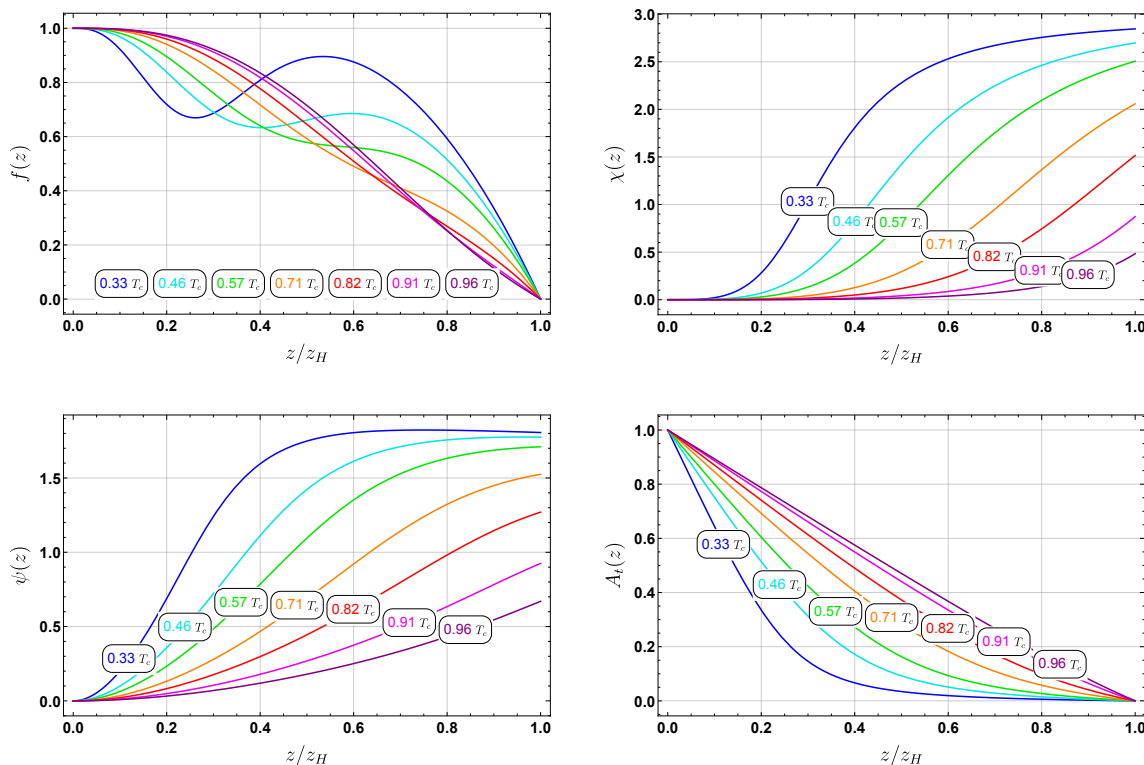 f(z)
1.0
0.8
0.6
0.4
0.2
0.0
0.33 T_c 0.46 T_c 0.57 T_c 0.71 T_c 0.82 T_c 0.91 T_c 0.96 T_c
0.0 0.2 0.4 0.6 0.8 1.0
z/z_H
χ(z)
3.0
2.5
2.0
1.5
1.0
0.5
0.0
0.33 T_c
0.46 T_c
0.57 T_c
0.71 T_c
0.82 T_c
0.91 T_c
0.96 T_c
0.0 0.2 0.4 0.6 0.8 1.0
z/z_H
ψ(z)
1.5
1.0
0.5
0.0
0.33 T_c
0.46 T_c
0.57 T_c
0.71 T_c
0.82 T_c
0.91 T_c
0.96 T_c
0.0 0.2 0.4 0.6 0.8 1.0
z/z_H
A_t(z)
1.0
0.8
0.6
0.4
0.2
0.0
0.33 T_c
0.46 T_c
0.57 T_c
0.71 T_c
0.82 T_c
0.91 T_c
0.96 T_c
0.0 0.2 0.4 0.6 0.8 1.0
z/z_H